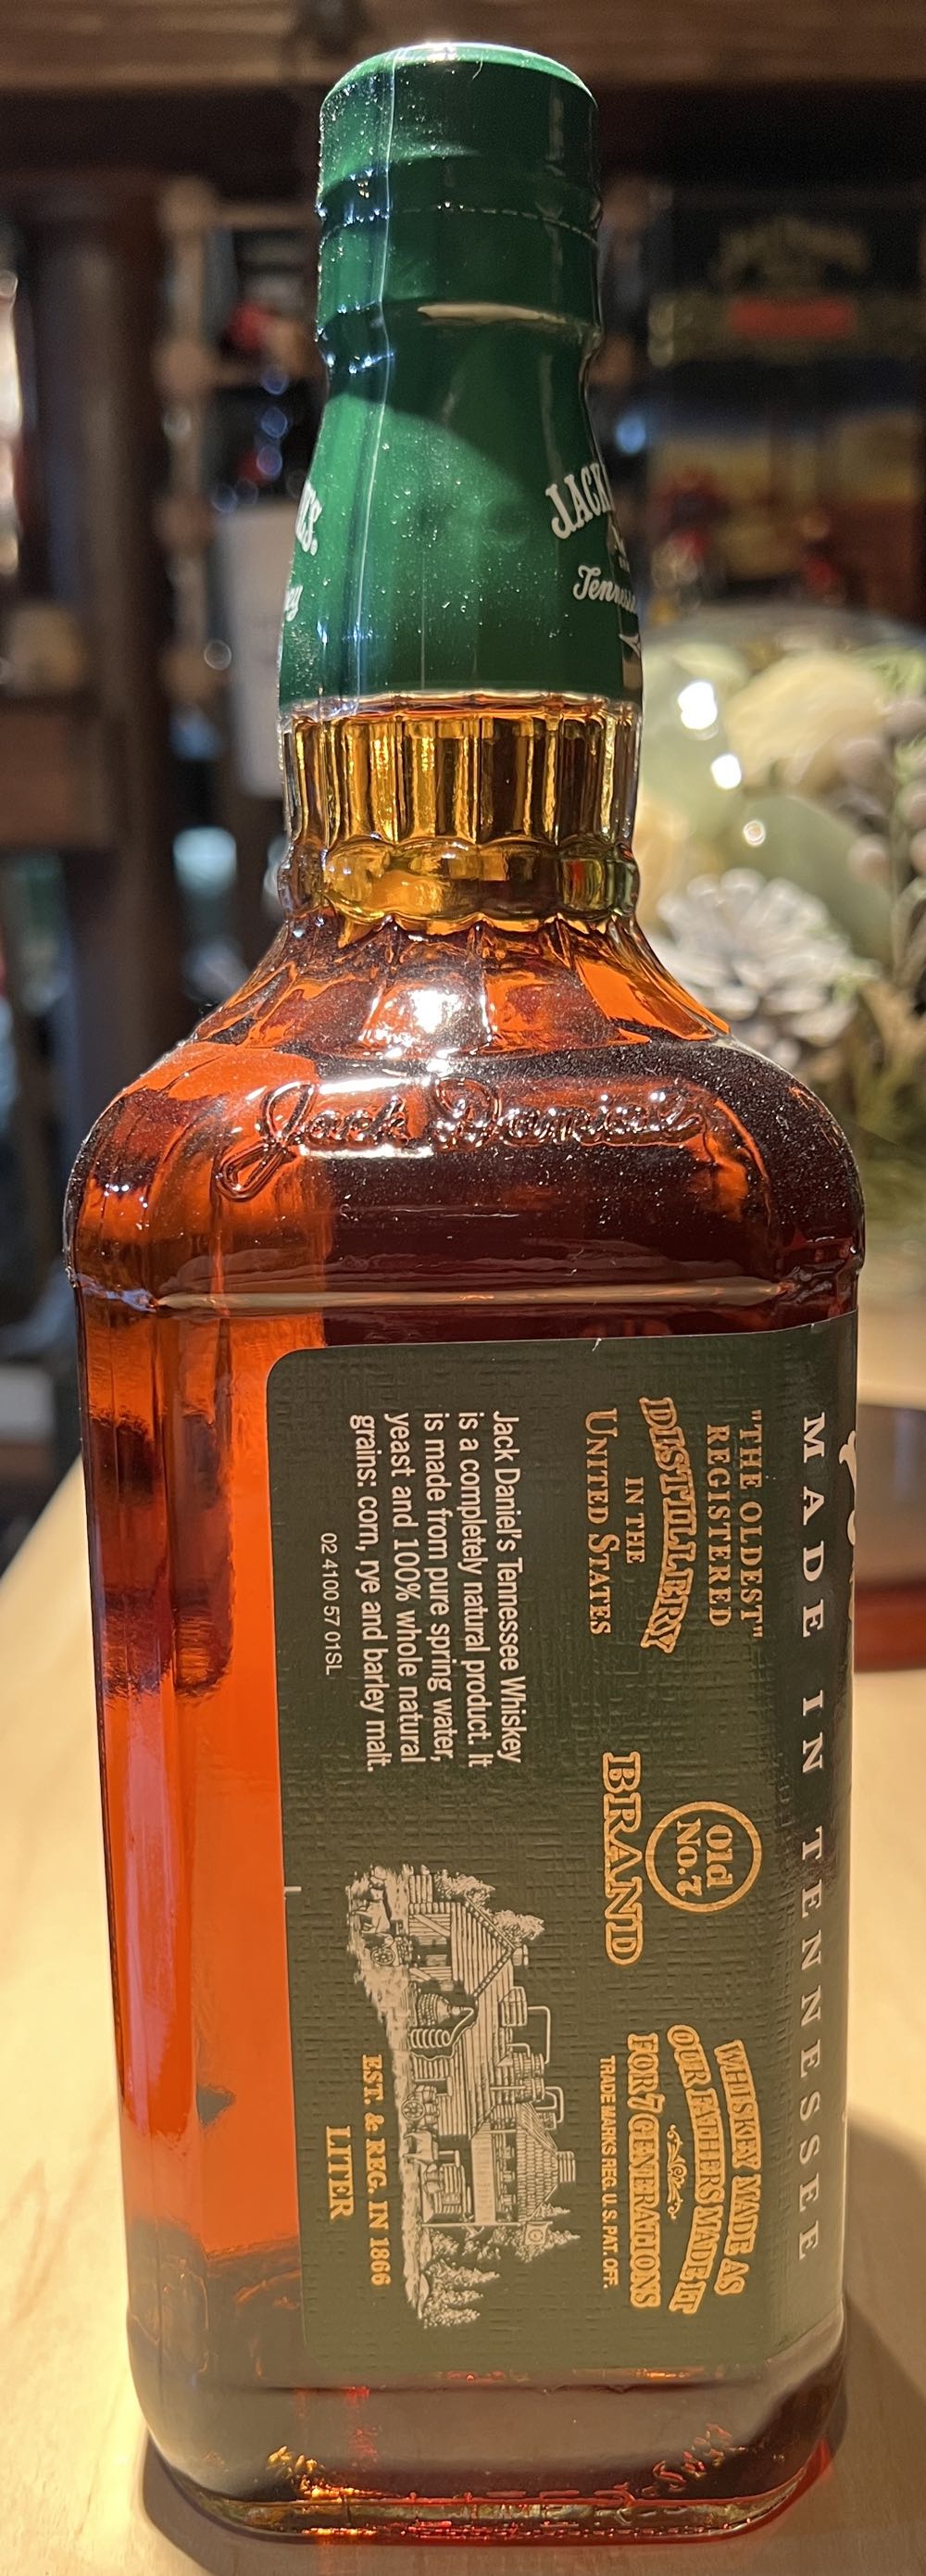 JACK
Tenness
Jack Daniel's
MADE IN TENNESSEE
"THE OLDEST"
REGISTERED
DISTILLERY
IN THE
UNITED STATES
Old
No.7
BRAND
WHISKEY MADE AS
OUR FATHERS MADE IT
FOR 7 GENERATIONS
TRADE MARKS REG. U.S. PAT. OFF.
Jack Daniel's Tennessee Whiskey
is a completely natural product. It
is made from pure spring water,
yeast and 100% whole natural
grains: corn, rye and barley malt.
02 4100 57 01SL
EST. & REG. IN 1866
LITER